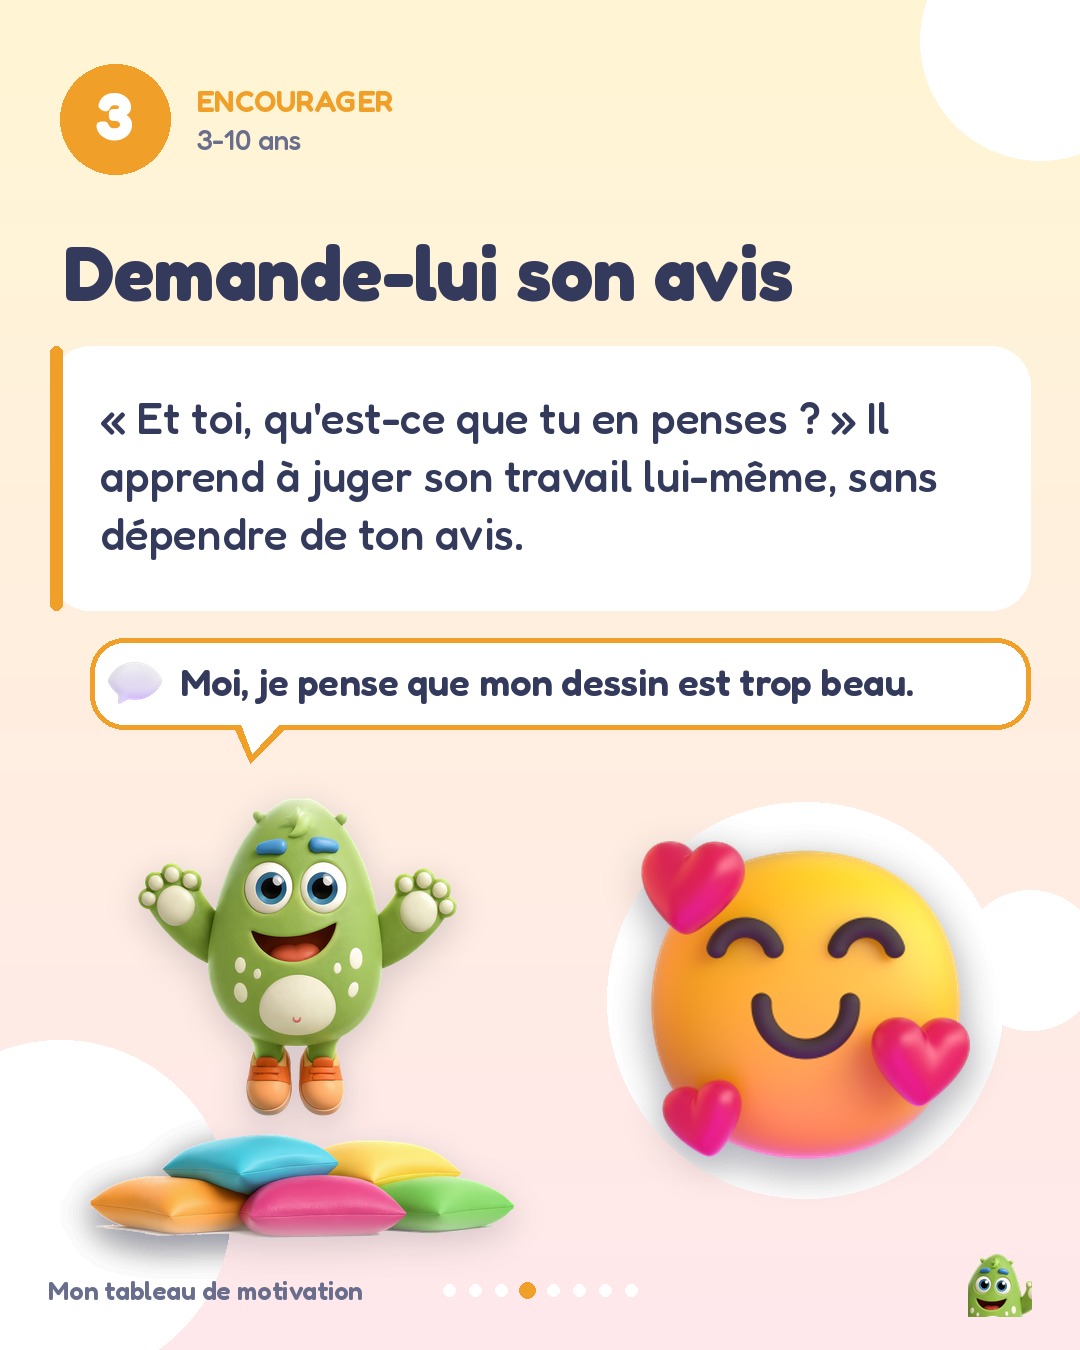 3
ENCOURAGER
3-10 ans
Demande-lui son avis
« Et toi, qu'est-ce que tu en penses ? » Il
apprend à juger son travail lui-même, sans
dépendre de ton avis.
Moi, je pense que mon dessin est trop beau.
Mon tableau de motivation